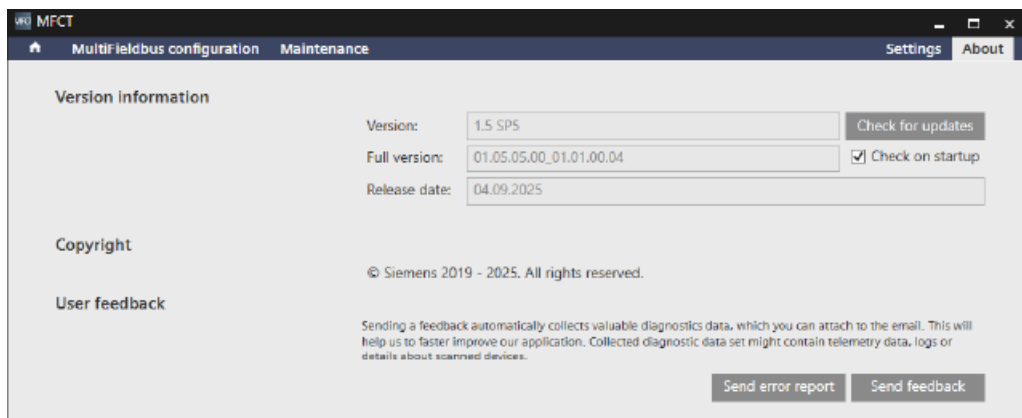 MFCT
MultiFieldbus configuration Maintenance Settings About
Version information
Version: 1.5 SP5 Check for updates
Full version: 01.05.05.00_01.01.00.04 Check on startup
Release date: 04.09.2025
Copyright
© Siemens 2019 - 2025. All rights reserved.
User feedback
Sending a feedback automatically collects valuable diagnostics data, which you can attach to the email. This will
help us to faster improve our application. Collected diagnostic data set might contain telemetry data, logs or
details about scanned devices.
Send error report Send feedback